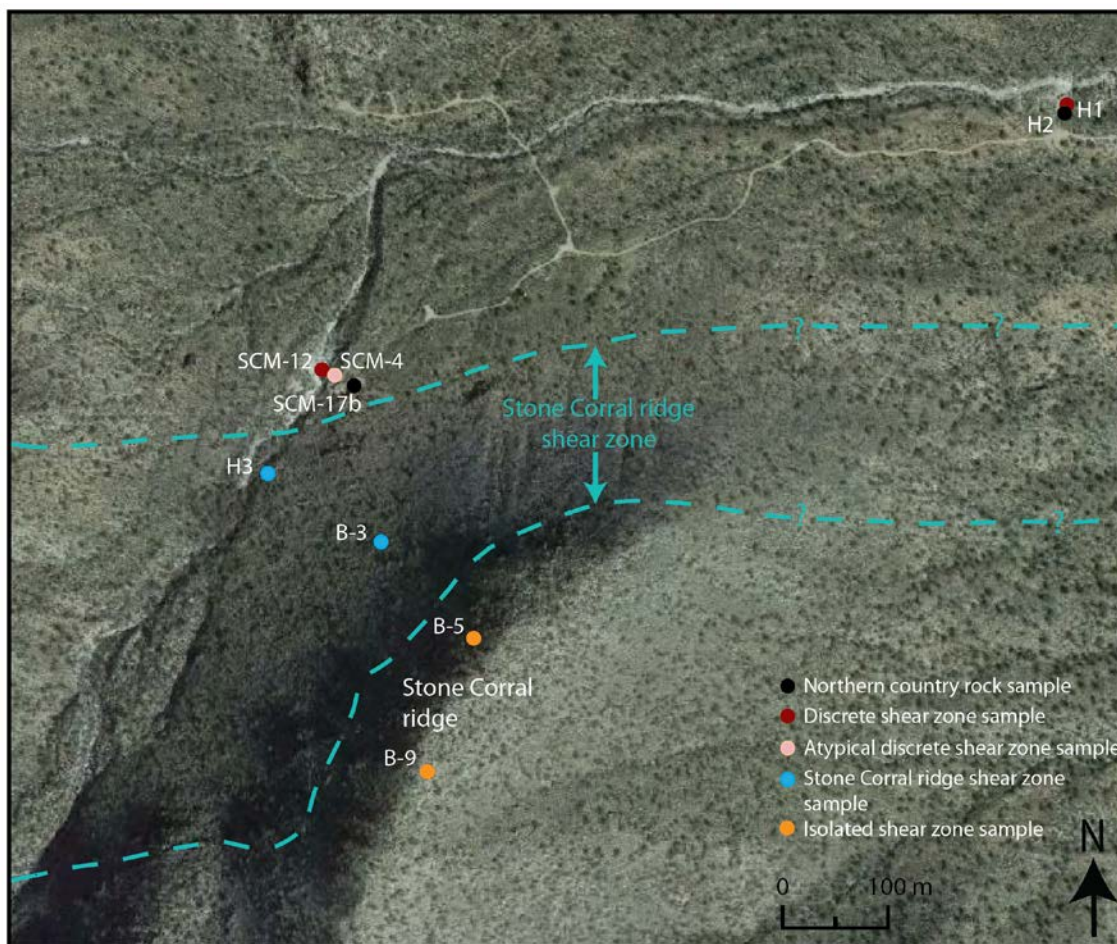 H1
H2
SCM-12
SCM-4
SCM-17b
?
?
Stone Corral ridge
shear zone
H3
B-3
?
?
B-5
Stone Corral
ridge
B-9
Northern country rock sample
Discrete shear zone sample
Atypical discrete shear zone sample
Stone Corral ridge shear zone
sample
Isolated shear zone sample
N
0 100 m